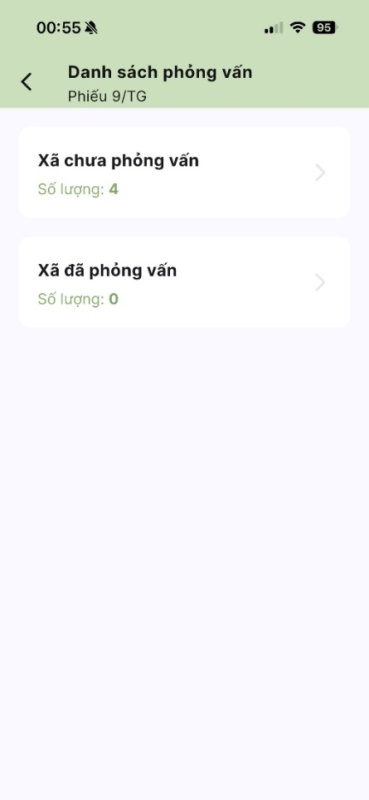 00:55
95
Danh sách phỏng vấn
Phiếu 9/TG
Xã chưa phỏng vấn
Số lượng: 4
Xã đã phỏng vấn
Số lượng: 0